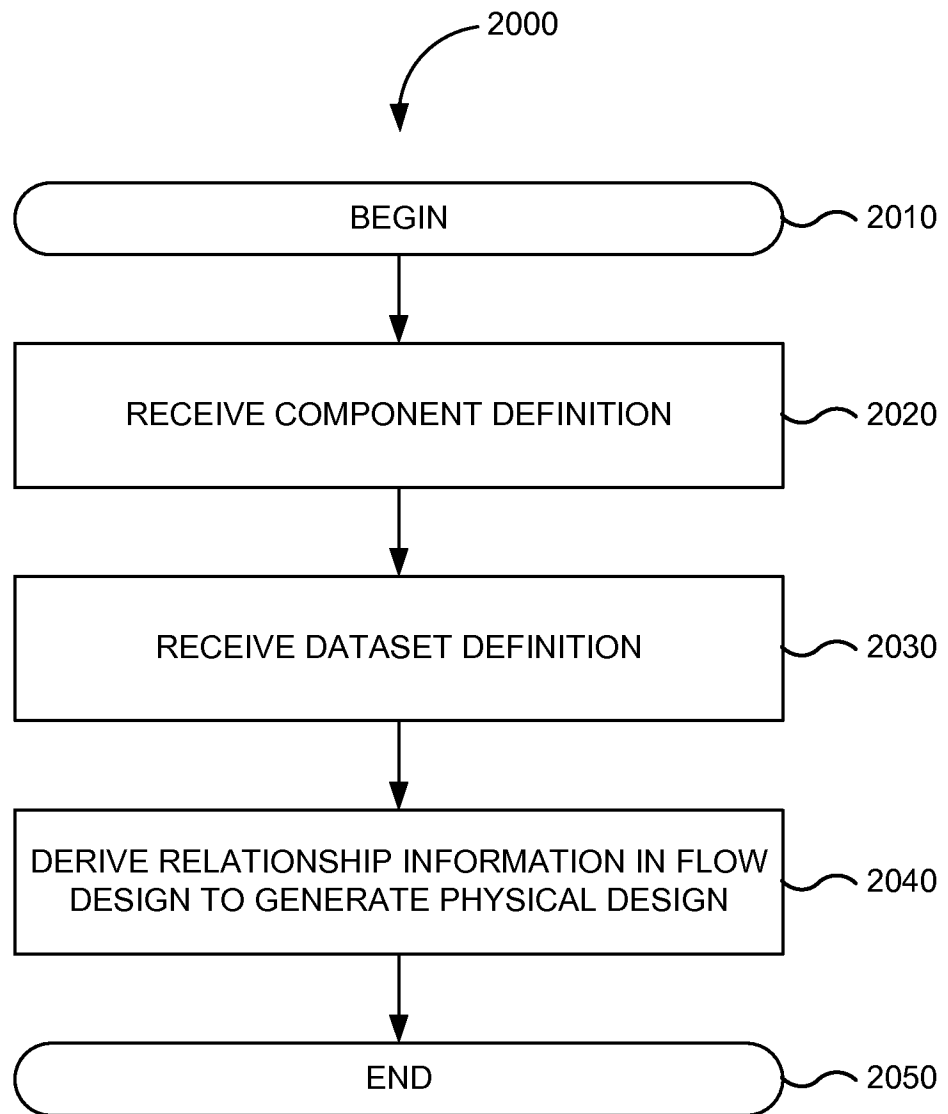 2000
BEGIN
2010
RECEIVE COMPONENT DEFINITION
2020
RECEIVE DATASET DEFINITION
2030
DERIVE RELATIONSHIP INFORMATION IN FLOW
DESIGN TO GENERATE PHYSICAL DESIGN
2040
END
2050